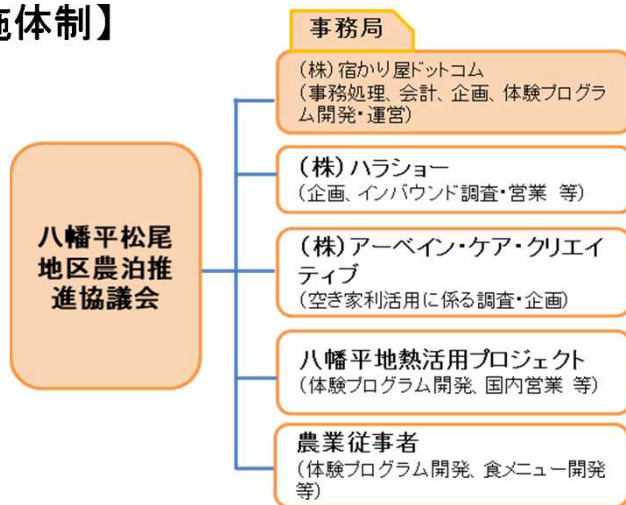 施体制】
事務局
(株)宿かり屋ドットコム
(事務処理、会計、企画、体験プログラ
ム開発・運営)
(株)ハラショー
(企画、インバウンド調査・営業 等)
八幡平松尾
地区農泊推
進協議会
(株)アーベイン・ケア・クリエイ
ティブ
(空き家利活用に係る調査・企画)
八幡平地熱活用プロジェクト
(体験プログラム開発、国内営業 等)
農業従事者
(体験プログラム開発、食メニュー開発
等)